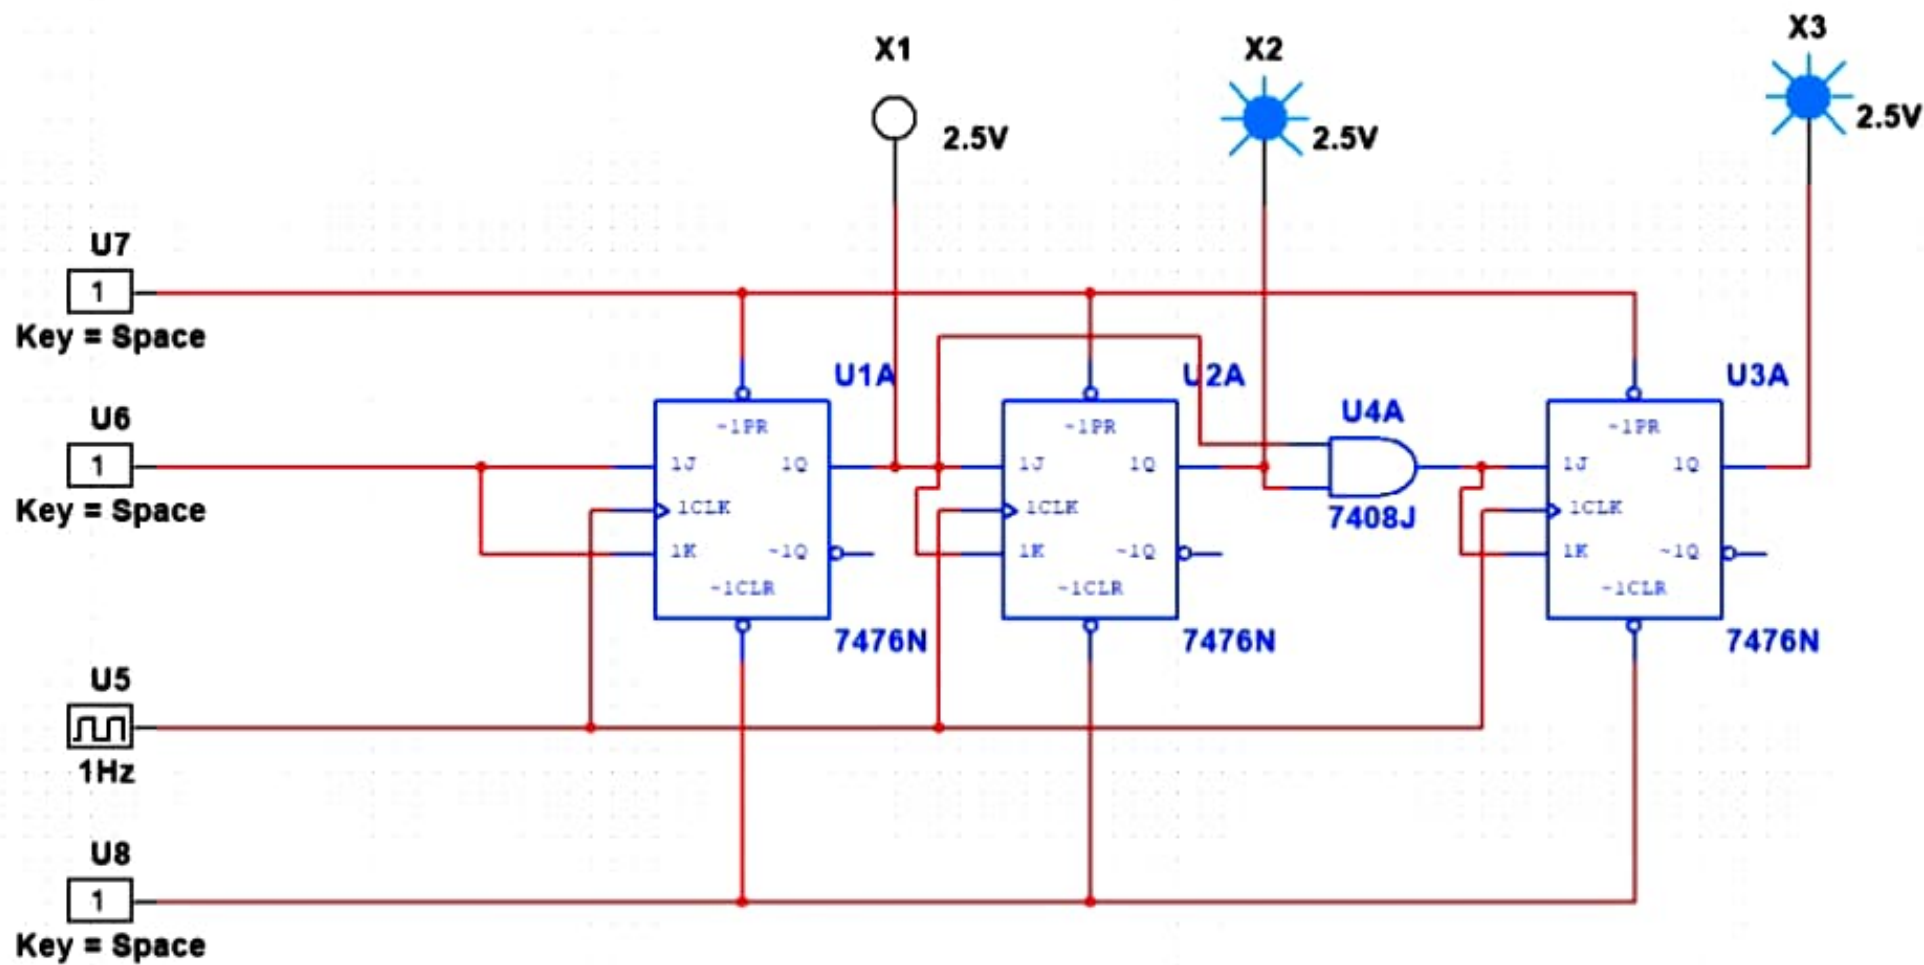 X1
2.5V
X2
2.5V
X3
2.5V
U7
1
Key = Space
U6
1
Key = Space
U5
1Hz
U8
1
Key = Space
U1A
~1PR
1J
1Q
1CLK
1K
~1Q
~1CLR
7476N
U2A
~1PR
1J
1Q
1CLK
1K
~1Q
~1CLR
7476N
U4A
7408J
U3A
~1PR
1J
1Q
1CLK
1K
~1Q
~1CLR
7476N